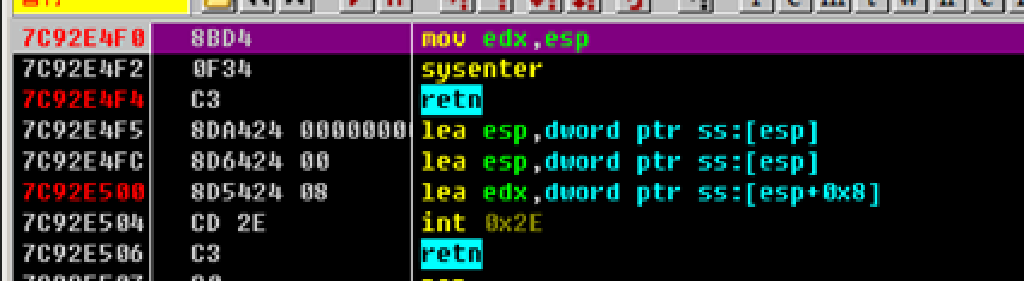 7C92E4F0 8BD4 mov edx,esp
7C92E4F2 0F34 sysenter
7C92E4F4 C3 retn
7C92E4F5 8DA424 0000000 lea esp,dword ptr ss:[esp]
7C92E4FC 8D6424 00 lea esp,dword ptr ss:[esp]
7C92E500 8D5424 08 lea edx,dword ptr ss:[esp+0x8]
7C92E504 CD 2E int 0x2E
7C92E506 C3 retn